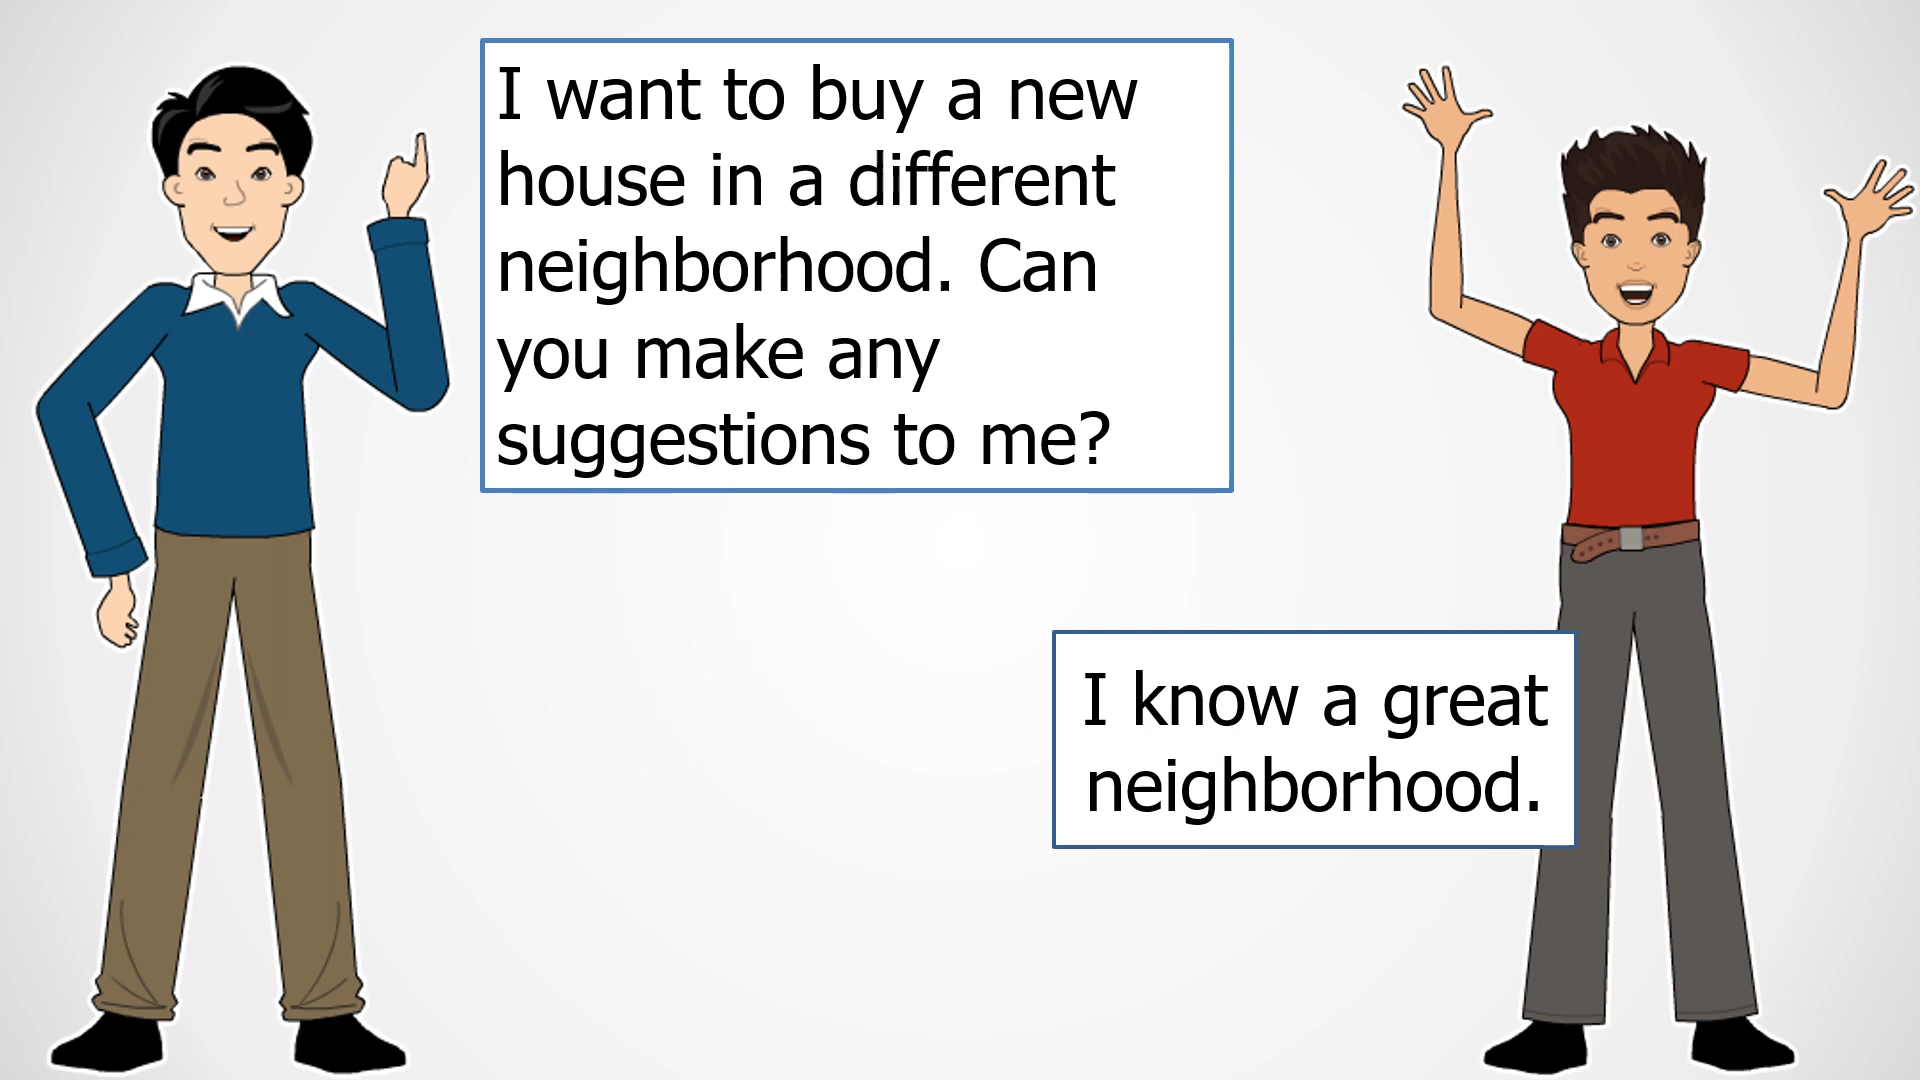 I want to buy a new
house in a different
neighborhood. Can
you make any
suggestions to me?
I know a great
neighborhood.